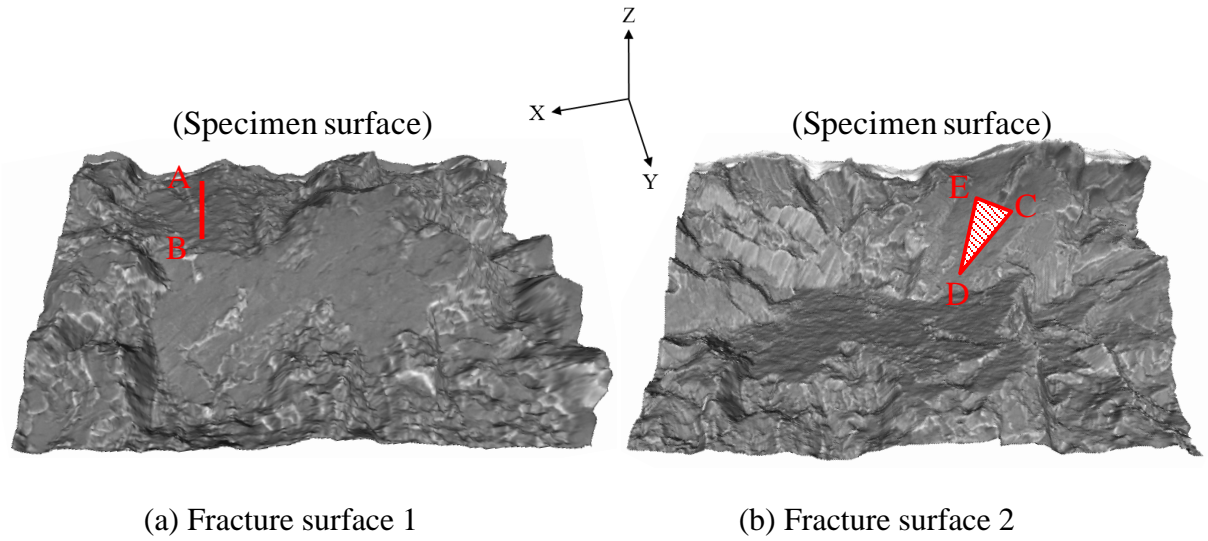 Z
X
Y
(Specimen surface)
(Specimen surface)
A
B
E
C
D
(a) Fracture surface 1
(b) Fracture surface 2